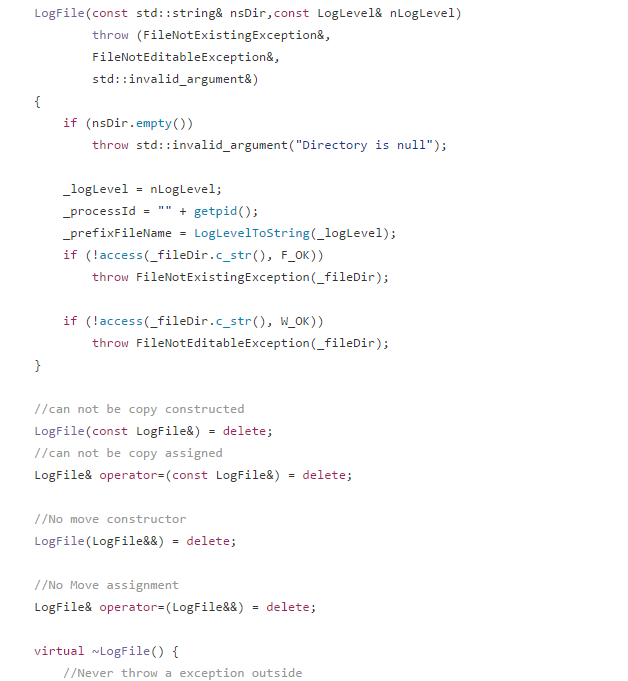 LogFile(const std::string& nsDir,const LogLevel& nLogLevel)
        throw (FileNotExistingException&,
        FileNotEditableException&,
        std::invalid_argument&)
{
    if (nsDir.empty())
        throw std::invalid_argument("Directory is null");

    _logLevel = nLogLevel;
    _processId = "" + getpid();
    _prefixFileName = LogLevelToString(_logLevel);
    if (!access(_fileDir.c_str(), F_OK))
        throw FileNotExistingException(_fileDir);

    if (!access(_fileDir.c_str(), W_OK))
        throw FileNotEditableException(_fileDir);
}

//can not be copy constructed
LogFile(const LogFile&) = delete;
//can not be copy assigned
LogFile& operator=(const LogFile&) = delete;

//No move constructor
LogFile(LogFile&&) = delete;

//No Move assignment
LogFile& operator=(LogFile&&) = delete;

virtual ~LogFile() {
    //Never throw a exception outside